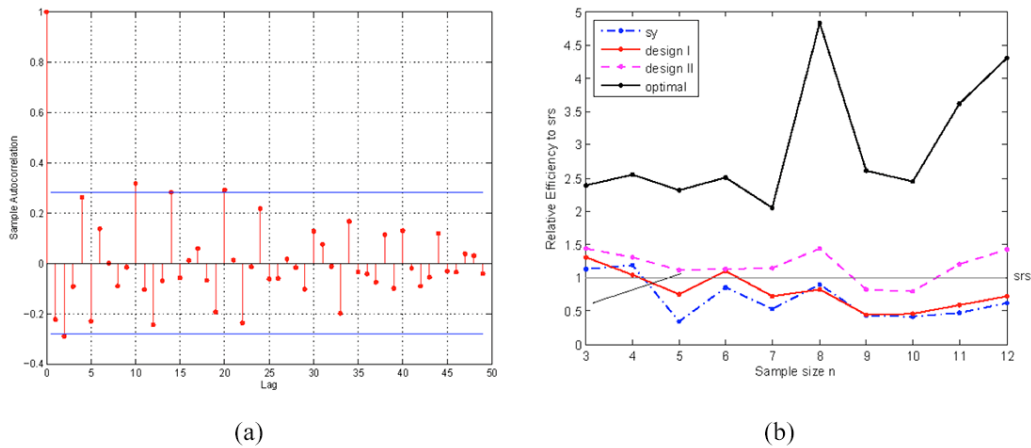 1
0.8
0.6
0.4
0.2
0
−0.2
−0.4
Sample Autocorrelation
0 5 10 15 20 25 30 35 40 45 50
Lag
(a)
5
4.5
4
3.5
3
2.5
2
1.5
1
0.5
0
Relative Efficiency to srs
sy
design I
design II
optimal
srs
3 4 5 6 7 8 9 10 11 12
Sample size n
(b)